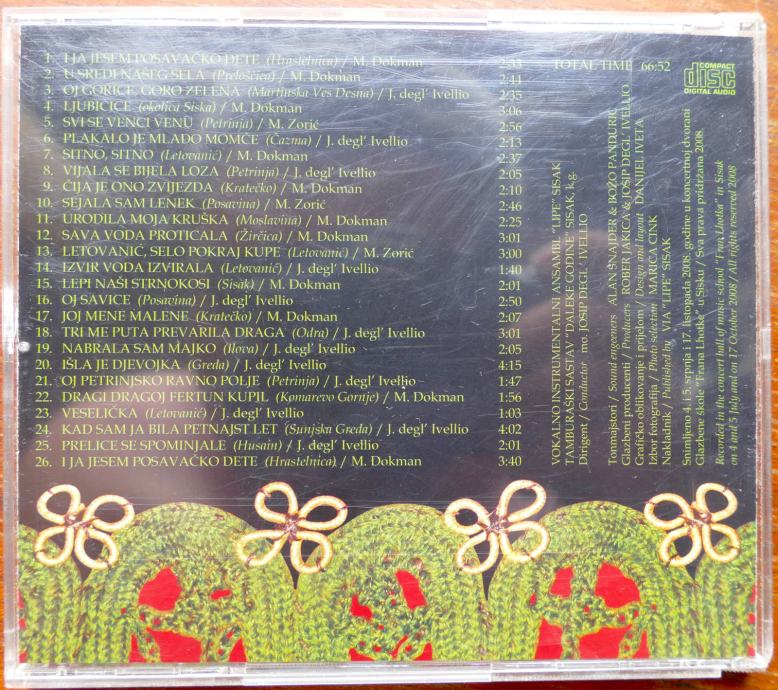 1. I JA JESEM POSAVAČKO DETE (Hrastelnica) / M. Dokman 2:33
2. U SREDI NAŠEG SELA (Prelošćica) / M. Dokman 2:41
3. OJ GORICE, GORO ZELENA (Martinska Ves Desna) / J. degl' Ivellio 2:35
4. LJUBIČICE (okolica Siska) / M. Dokman 3:06
5. SVI SE VENCI VENU (Petrinja) / M. Zorić 2:56
6. PLAKALO JE MLADO MOMČE (Čazma) / J. degl' Ivellio 2:13
7. SITNO, SITNO (Letovanić) / M. Dokman 2:37
8. VIJALA SE BIJELA LOZA (Petrinja) / J. degl' Ivellio 2:05
9. ČIJA JE ONO ZVIJEZDA (Kratečko) / M. Dokman 2:10
10. SEJALA SAM LENEK (Posavina) / M. Zorić 2:46
11. URODILA MOJA KRUŠKA (Moslavina) / M. Dokman 2:25
12. SAVA VODA PROTICALA (Žirčica) / M. Dokman 3:01
13. LETOVANIĆ, SELO POKRAJ KUPE (Letovanić) / M. Zorić 3:00
14. IZVIR VODA IZVIRALA (Letovanić) / J. degl' Ivellio 1:40
15. LEPI NAŠI STRNOKOSI (Sisak) / M. Dokman 2:01
16. OJ SAVICE (Posavina) / J. degl' Ivellio 2:50
17. JOJ MENE MALENE (Kratečko) / M. Dokman 2:07
18. TRI ME PUTA PREVARILA DRAGA (Odra) / J. degl' Ivellio 3:01
19. NABRALA SAM MAJKO (Ilova) / J. degl' Ivellio 2:05
20. IŠLA JE DJEVOJKA (Greda) / J. degl' Ivellio 4:15
21. OJ PETRINJSKO RAVNO POLJE (Petrinja) / J. degl' Ivellio 1:47
22. DRAGI DRAGOJ FERTUN KUPIL (Komarevo Gornje) / M. Dokman 1:56
23. VESELIČKA (Letovanić) / J. degl' Ivellio 1:03
24. KAD SAM JA BILA PETNAJST LET (Sunjska Greda) / J. degl' Ivellio 4:02
25. PRELICE SE SPOMINJALE (Husain) / J. degl' Ivellio 2:01
26. I JA JESEM POSAVAČKO DETE (Hrastelnica) / M. Dokman 3:40
TOTAL TIME 66:52
COMPACT
disc
DIGITAL AUDIO
VOKALNO INSTRUMENTALNI ANSAMBL "LIPE" SISAK
TAMBURAŠKI SASTAV "DALEKE GODINE" SISAK, k.g.
Dirigent / Conductor mo. JOSIP DEGL' IVELLIO
Tonmajstori / Sound engeneers ALAN ŠNAJDER & BOŽO PANDURIĆ
Glazbeni producenti / Producers ROBER JAKICA & JOSIP DEGL' IVELLIO
Grafičko oblikovanje i prijelom / Design and layout DANIJEL IVETA
Izbor fotografija / Photo selection MARICA CINK
Nakladnik / Published by VIA "LIPE" SISAK
Snimljeno 4. i 5. srpnja i 17. listopada 2008. godine u koncertnoj dvorani
Glazbene škole "Frana Lhotke" u Sisku / Sva prava pridržana 2008.
Recorded in the concert hall of music school "Fran Lhotka" in Sisak
on 4 and 5 July and on 17 October 2008 / All rights reserved 2008